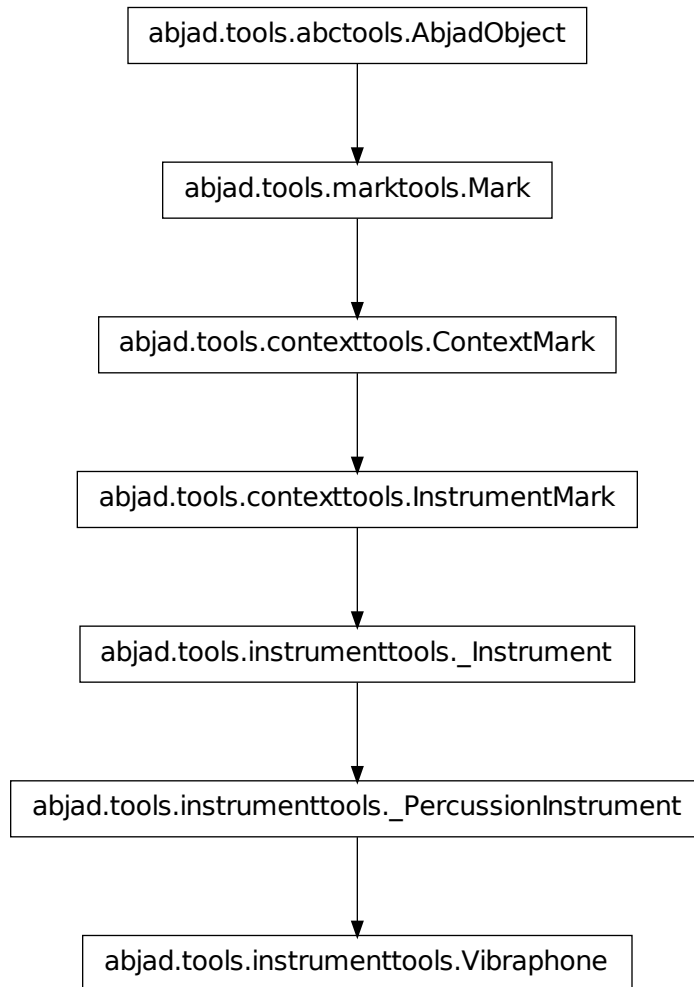 abjad.tools.abctools.AbjadObject
abjad.tools.marktools.Mark
abjad.tools.contexttools.ContextMark
abjad.tools.contexttools.InstrumentMark
abjad.tools.instrumenttools._Instrument
abjad.tools.instrumenttools._PercussionInstrument
abjad.tools.instrumenttools.Vibraphone